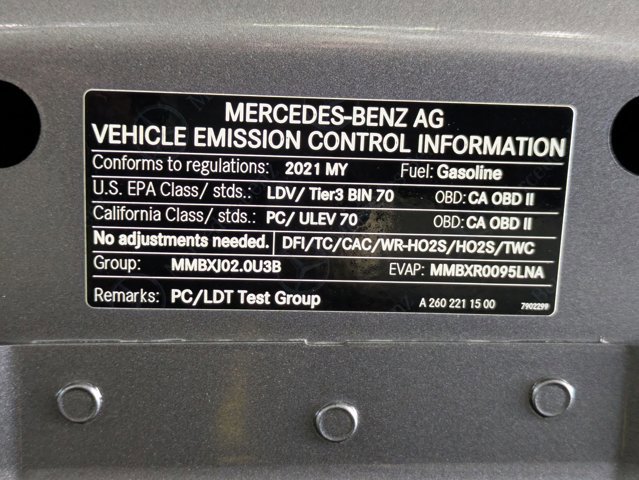 MERCEDES-BENZ AG
VEHICLE EMISSION CONTROL INFORMATION
Conforms to regulations: 2021 MY Fuel: Gasoline
U.S. EPA Class/ stds.: LDV/ Tier3 BIN 70 OBD: CA OBD II
California Class/ stds.: PC/ ULEV 70 OBD: CA OBD II
No adjustments needed. DFI/TC/CAC/WR-HO2S/HO2S/TWC
Group: MMBXJ02.0U3B EVAP: MMBXR0095LNA
Remarks: PC/LDT Test Group A 260 221 15 00 7902299